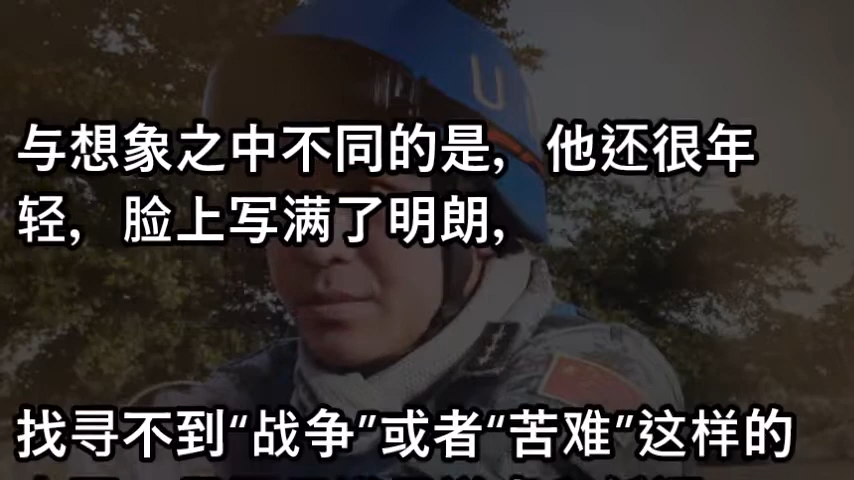 U
与想象之中不同的是, 他还很年
轻, 脸上写满了明朗,
找寻不到“战争”或者“苦难”这样的